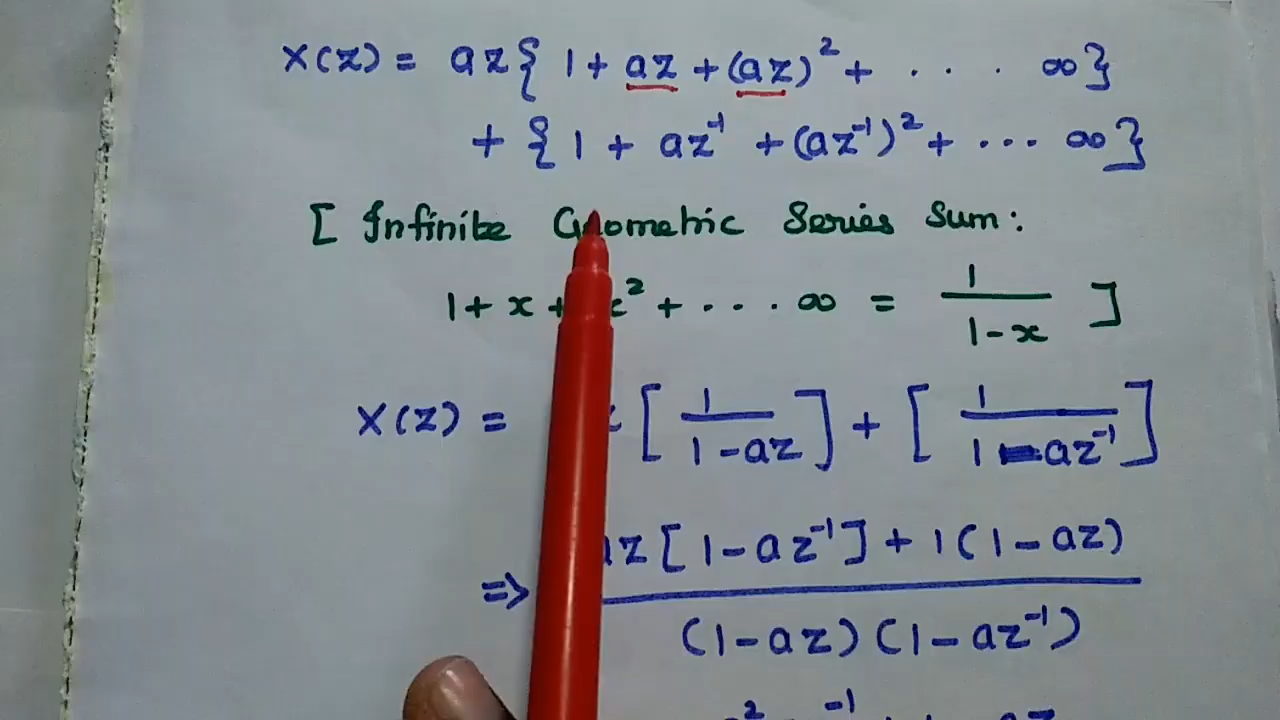 X(z) = az{ 1 + az + (az)² + . . . ∞}
+ { 1 + az⁻¹ + (az⁻¹)² + ... ∞}
[ Infinite Geometric Series Sum:
1 + x + x² + . . . . ∞ = 1/(1-x) ]
X(z) = [ 1/(1-az) ] + [ 1/(1-az⁻¹) ]
=> az[1-az⁻¹] + 1(1-az)
(1-az)(1-az⁻¹)